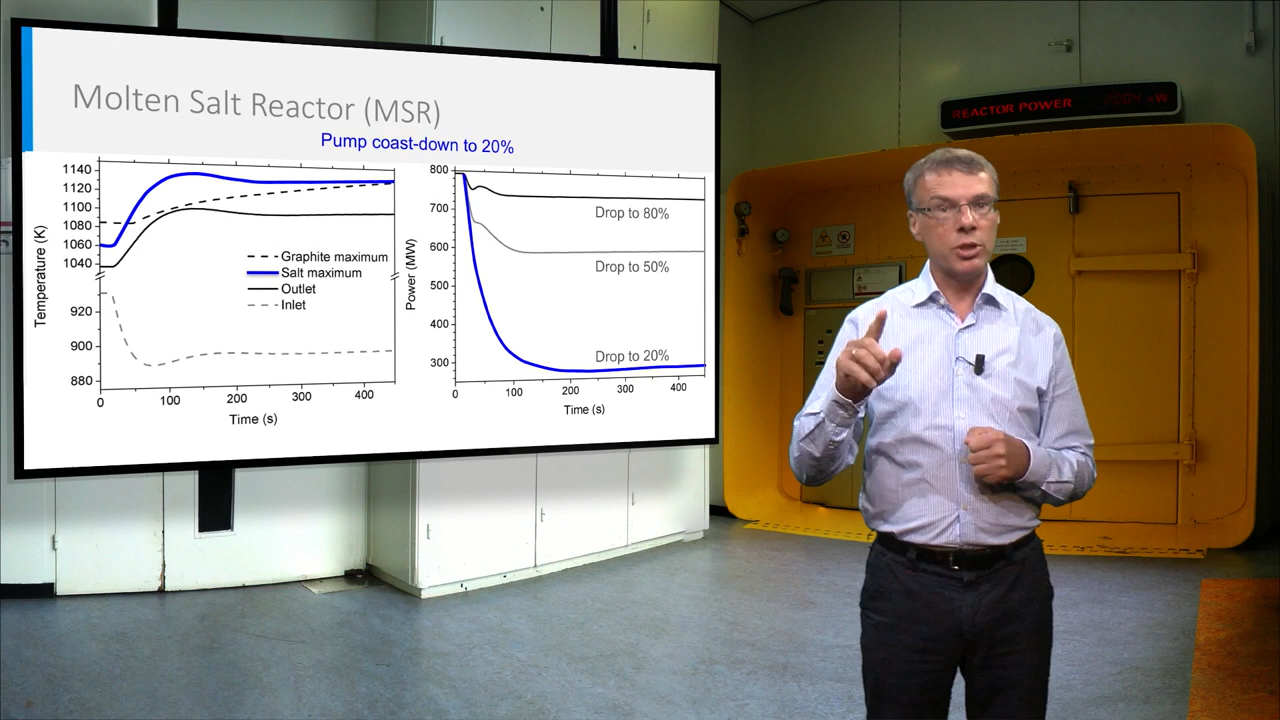 Molten Salt Reactor (MSR)
Pump coast-down to 20%
Temperature (K)
1140
1120
1100
1080
1060
1040
920
900
880
0
100
200
300
400
Time (s)
Graphite maximum
Salt maximum
Outlet
Inlet
Power (MW)
800
700
600
500
400
300
0
100
200
300
400
Time (s)
Drop to 80%
Drop to 50%
Drop to 20%
REACTOR POWER